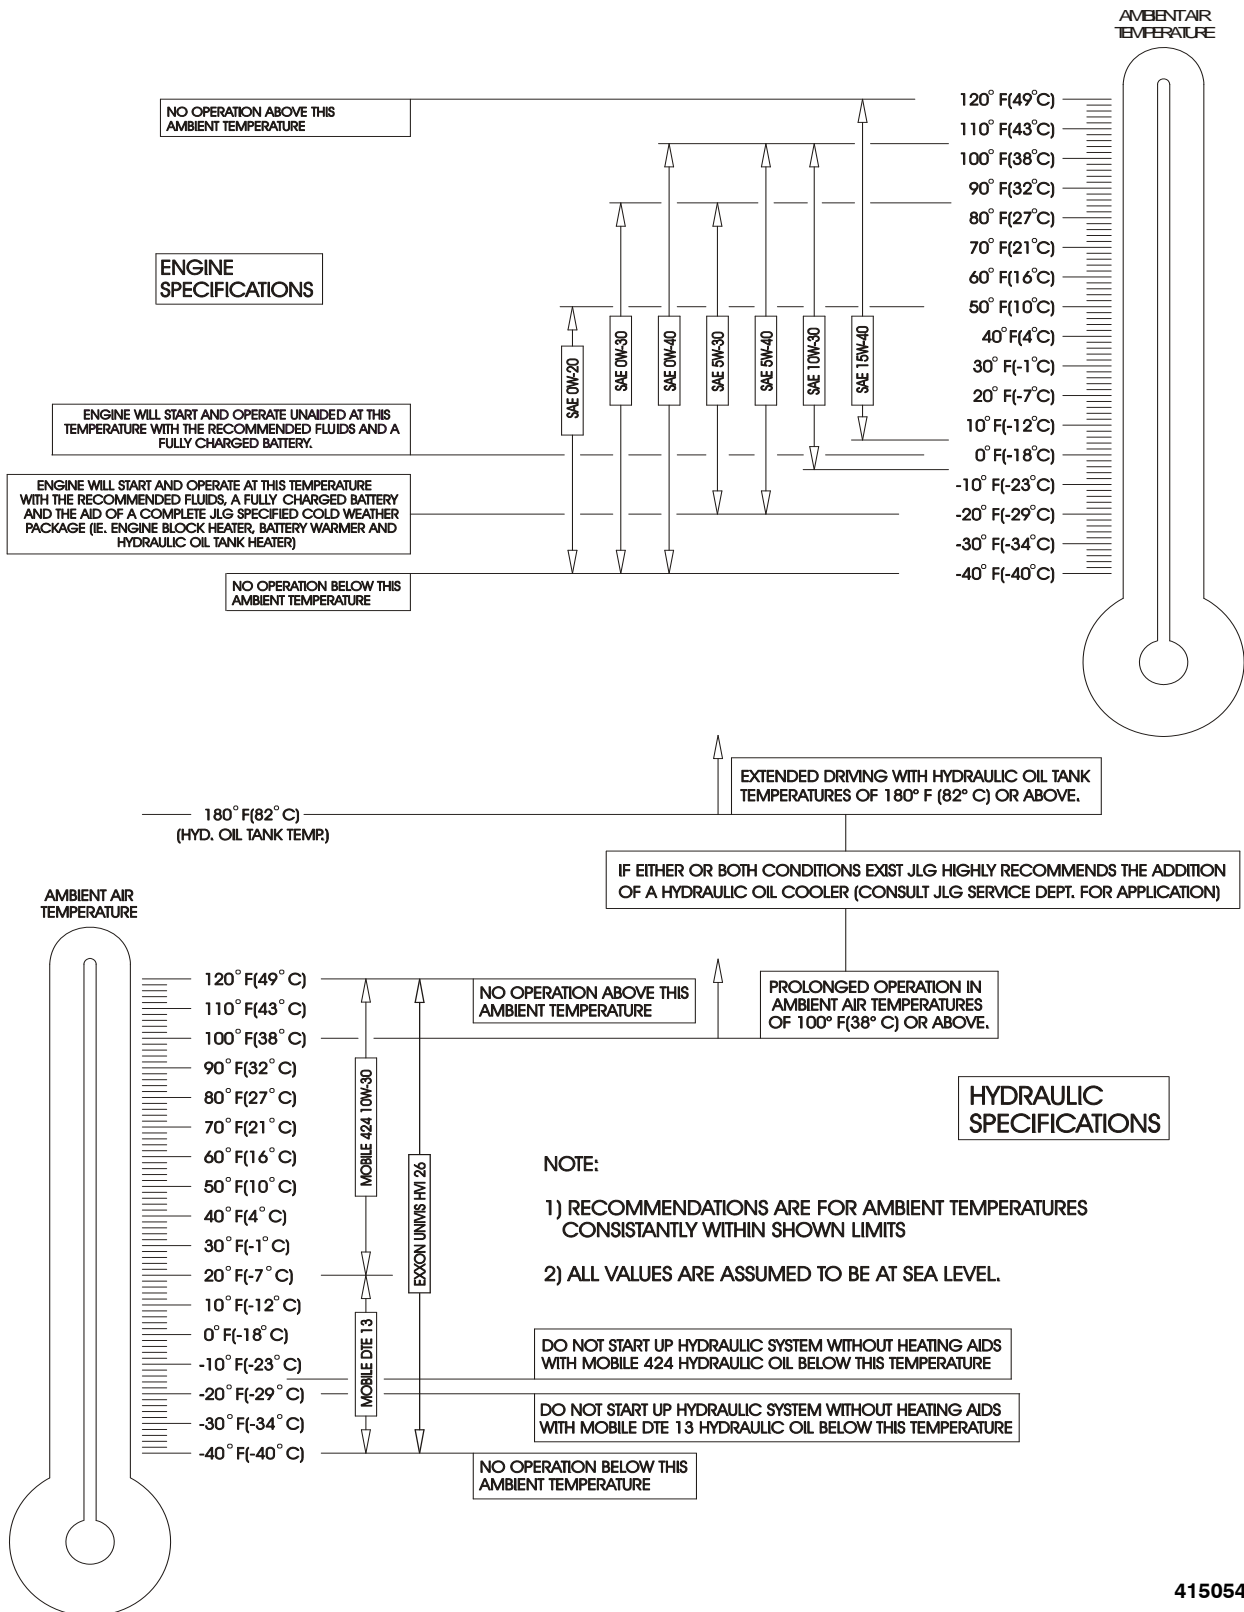 AMBIENT AIR
TEMPERATURE
NO OPERATION ABOVE THIS
AMBIENT TEMPERATURE
120° F(49°C)
110° F(43°C)
100° F(38°C)
90° F(32°C)
80° F(27°C)
70° F(21°C)
60° F(16°C)
50° F(10°C)
40°F(4°C)
30° F(-1°C)
20° F(-7°C)
10°F(-12°C)
0°F(-18°C)
-10° F(-23°C)
-20° F(-29°C)
-30° F(-34°C)
-40° F(-40°C)
ENGINE
SPECIFICATIONS
SAE 0W-20
SAE 0W-30
SAE 0W-40
SAE 5W-30
SAE 5W-40
SAE 10W-30
SAE 15W-40
ENGINE WILL START AND OPERATE UNAIDED AT THIS
TEMPERATURE WITH THE RECOMMENDED FLUIDS AND A
FULLY CHARGED BATTERY.
ENGINE WILL START AND OPERATE AT THIS TEMPERATURE
WITH THE RECOMMENDED FLUIDS, A FULLY CHARGED BATTERY
AND THE AID OF A COMPLETE JLG SPECIFIED COLD WEATHER
PACKAGE (IE. ENGINE BLOCK HEATER, BATTERY WARMER AND
HYDRAULIC OIL TANK HEATER)
NO OPERATION BELOW THIS
AMBIENT TEMPERATURE
EXTENDED DRIVING WITH HYDRAULIC OIL TANK
TEMPERATURES OF 180° F (82° C) OR ABOVE.
180° F(82° C)
(HYD. OIL TANK TEMP.)
IF EITHER OR BOTH CONDITIONS EXIST JLG HIGHLY RECOMMENDS THE ADDITION
OF A HYDRAULIC OIL COOLER (CONSULT JLG SERVICE DEPT. FOR APPLICATION)
AMBIENT AIR
TEMPERATURE
120° F(49° C)
110° F(43° C)
100° F(38° C)
90° F(32° C)
80° F(27° C)
70° F(21° C)
60° F(16° C)
50° F(10° C)
40° F(4° C)
30° F(-1° C)
20° F(-7° C)
10° F(-12° C)
0° F(-18° C)
-10° F(-23° C)
-20° F(-29° C)
-30° F(-34° C)
-40° F(-40° C)
MOBILE 424 10W-30
MOBILE DTE 13
EXXON UNIVIS HVI 26
NO OPERATION ABOVE THIS
AMBIENT TEMPERATURE
PROLONGED OPERATION IN
AMBIENT AIR TEMPERATURES
OF 100° F(38° C) OR ABOVE.
HYDRAULIC
SPECIFICATIONS
NOTE:
1) RECOMMENDATIONS ARE FOR AMBIENT TEMPERATURES
CONSISTANTLY WITHIN SHOWN LIMITS
2) ALL VALUES ARE ASSUMED TO BE AT SEA LEVEL.
DO NOT START UP HYDRAULIC SYSTEM WITHOUT HEATING AIDS
WITH MOBILE 424 HYDRAULIC OIL BELOW THIS TEMPERATURE
DO NOT START UP HYDRAULIC SYSTEM WITHOUT HEATING AIDS
WITH MOBILE DTE 13 HYDRAULIC OIL BELOW THIS TEMPERATURE
NO OPERATION BELOW THIS
AMBIENT TEMPERATURE
415054